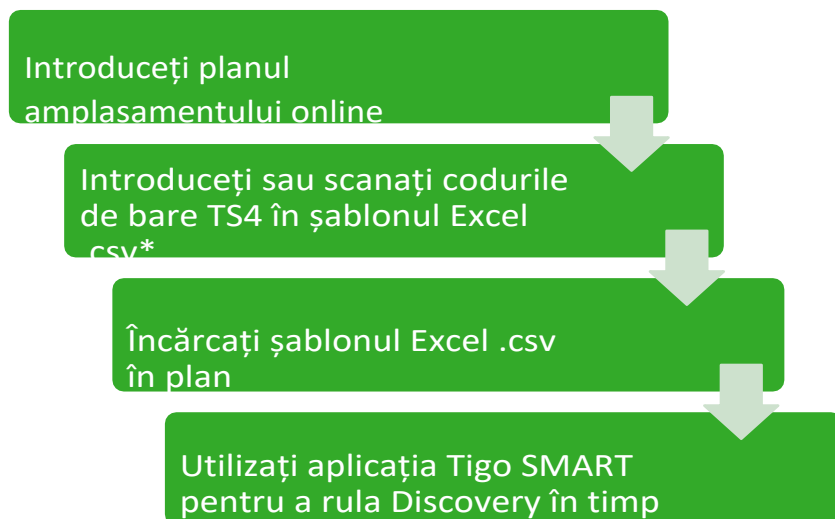 Introduceți planul
amplasamentului online
Introduceți sau scanați codurile
de bare TS4 în șablonul Excel
.csv*
Încărcați șablonul Excel .csv
în plan
Utilizați aplicația Tigo SMART
pentru a rula Discovery în timp